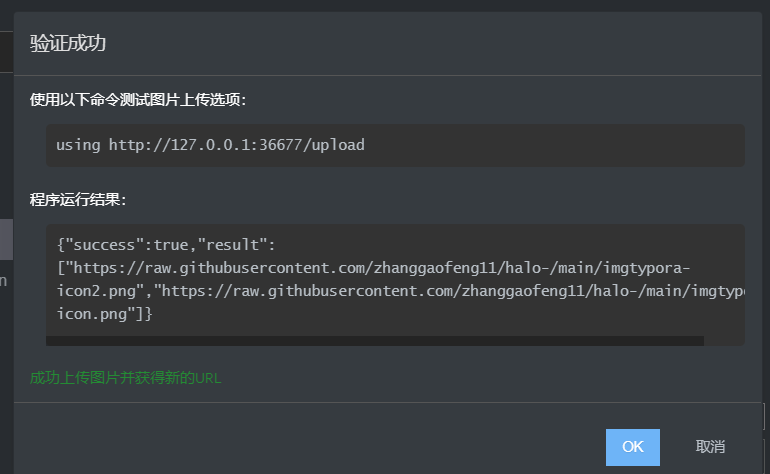 验证成功
使用以下命令测试图片上传选项：
using http://127.0.0.1:36677/upload
程序运行结果：
{"success":true,"result":
["https://raw.githubusercontent.com/zhanggaofeng11/halo-/main/imgtypora-
icon2.png","https://raw.githubusercontent.com/zhanggaofeng11/halo-/main/imgtypo
icon.png"]}
n
成功上传图片并获得新的URL
OK 取消